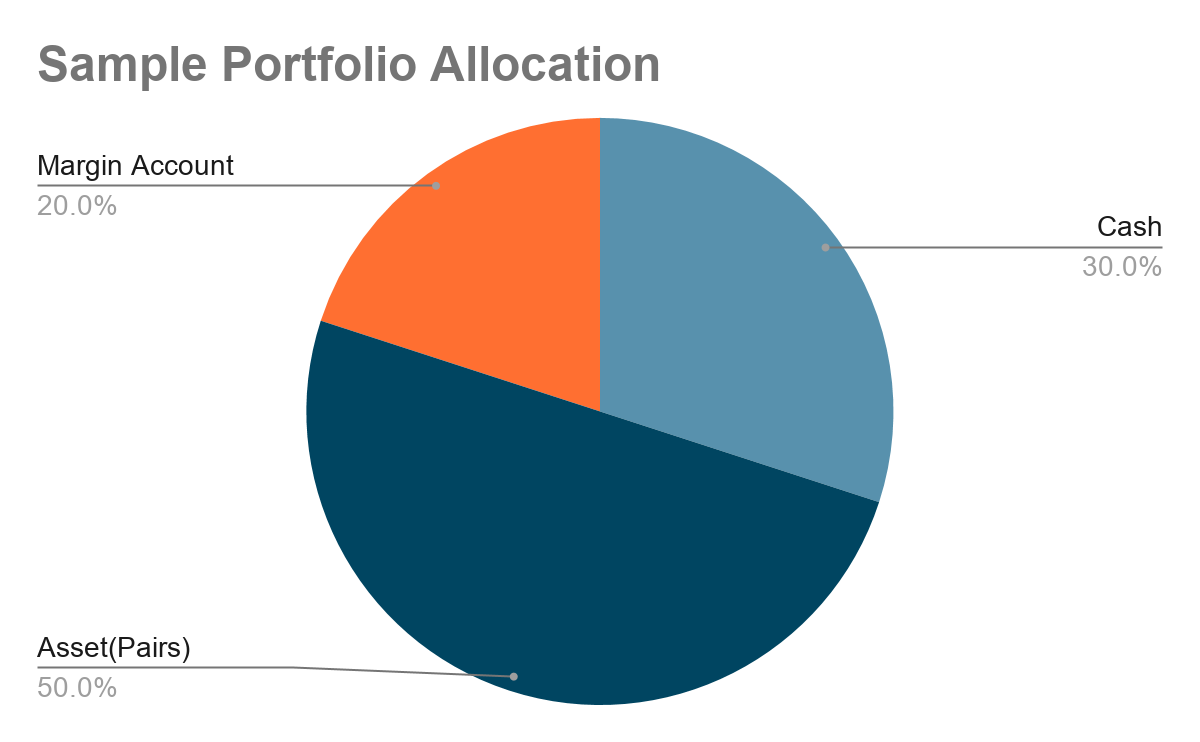 Sample Portfolio Allocation
Margin Account
20.0%
Cash
30.0%
Asset(Pairs)
50.0%